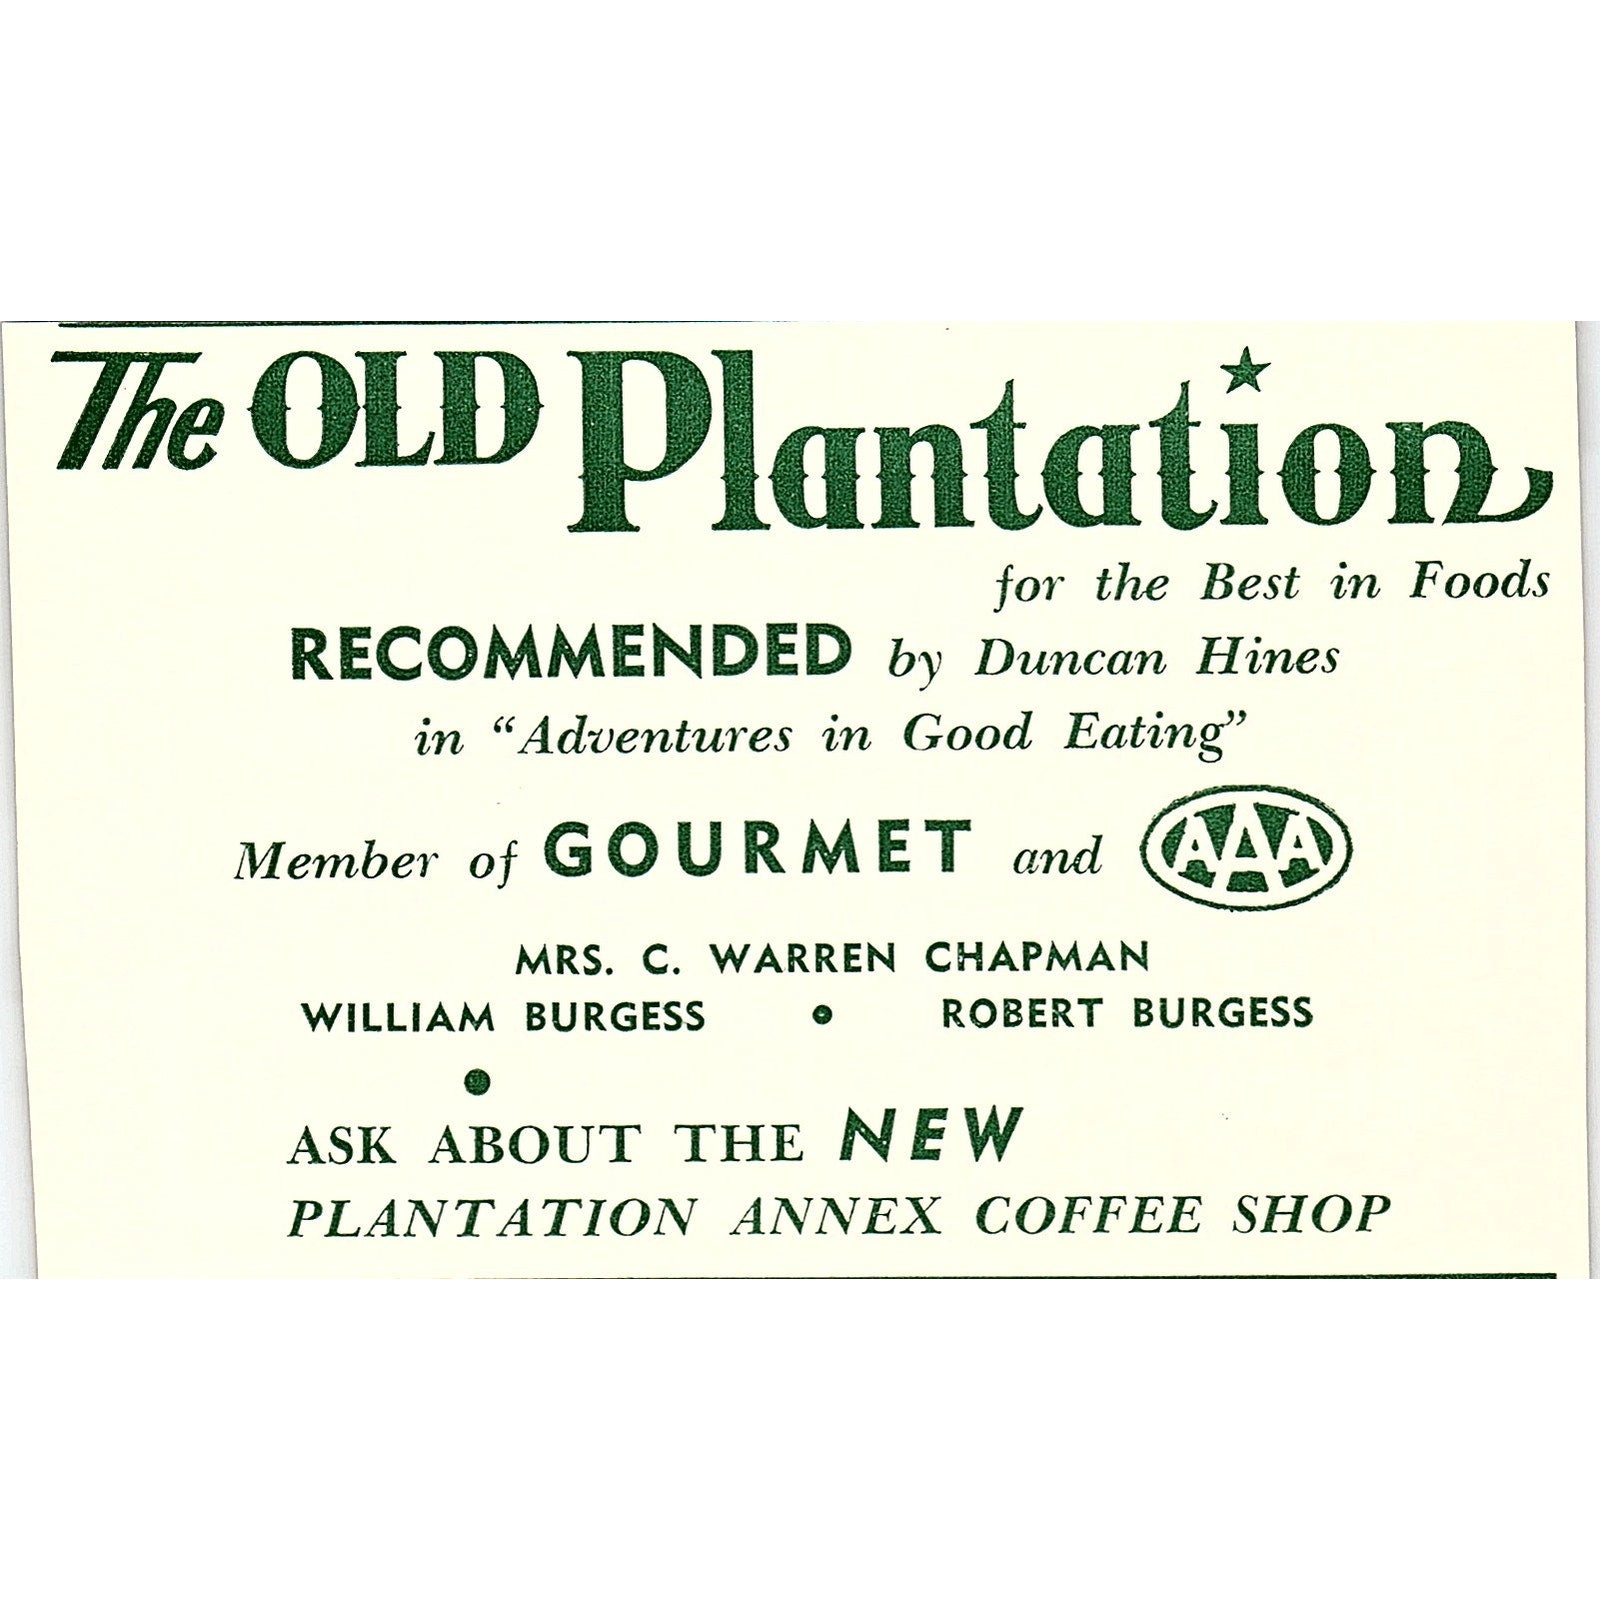 The OLD Plantation
for the Best in Foods
RECOMMENDED by Duncan Hines
in “Adventures in Good Eating”
Member of GOURMET and AAA
MRS. C. WARREN CHAPMAN
WILLIAM BURGESS • ROBERT BURGESS
•
ASK ABOUT THE NEW
PLANTATION ANNEX COFFEE SHOP